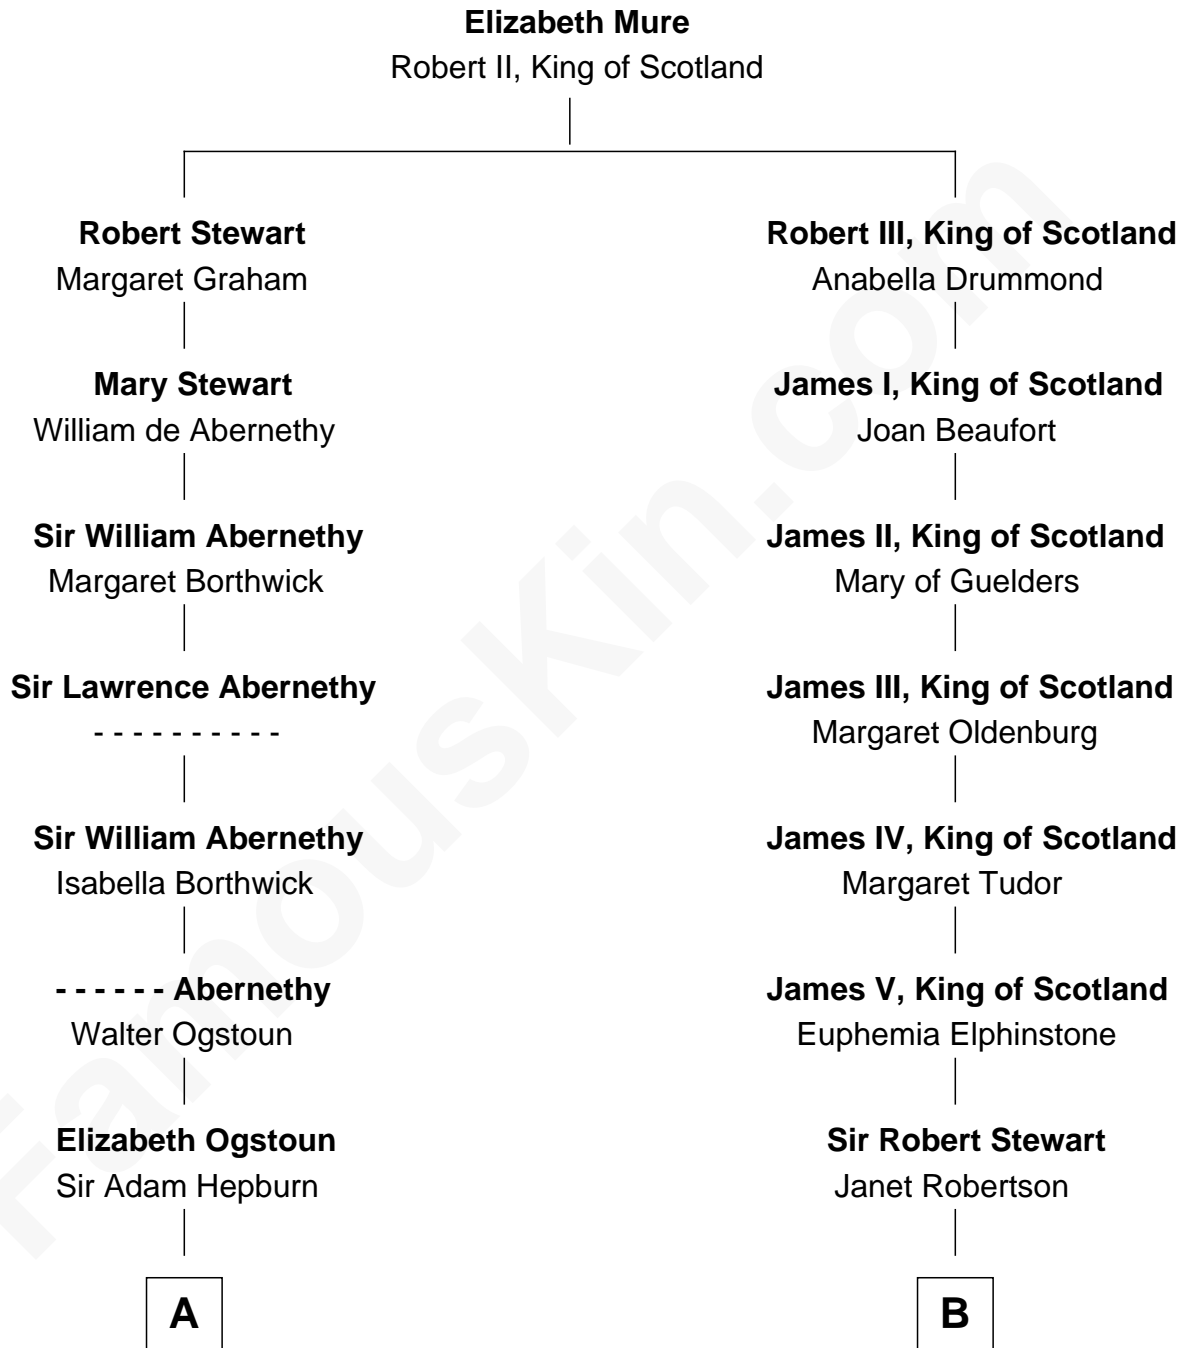 Elizabeth Mure
Robert II, King of Scotland
Robert Stewart
Margaret Graham
Mary Stewart
William de Abernethy
Sir William Abernethy
Margaret Borthwick
Sir Lawrence Abernethy
- - - - - - - - - -
Sir William Abernethy
Isabella Borthwick
- - - - - - Abernethy
Walter Ogstoun
Elizabeth Ogstoun
Sir Adam Hepburn
A
Robert III, King of Scotland
Anabella Drummond
James I, King of Scotland
Joan Beaufort
James II, King of Scotland
Mary of Guelders
James III, King of Scotland
Margaret Oldenburg
James IV, King of Scotland
Margaret Tudor
James V, King of Scotland
Euphemia Elphinstone
Sir Robert Stewart
Janet Robertson
B
FamousKin.com